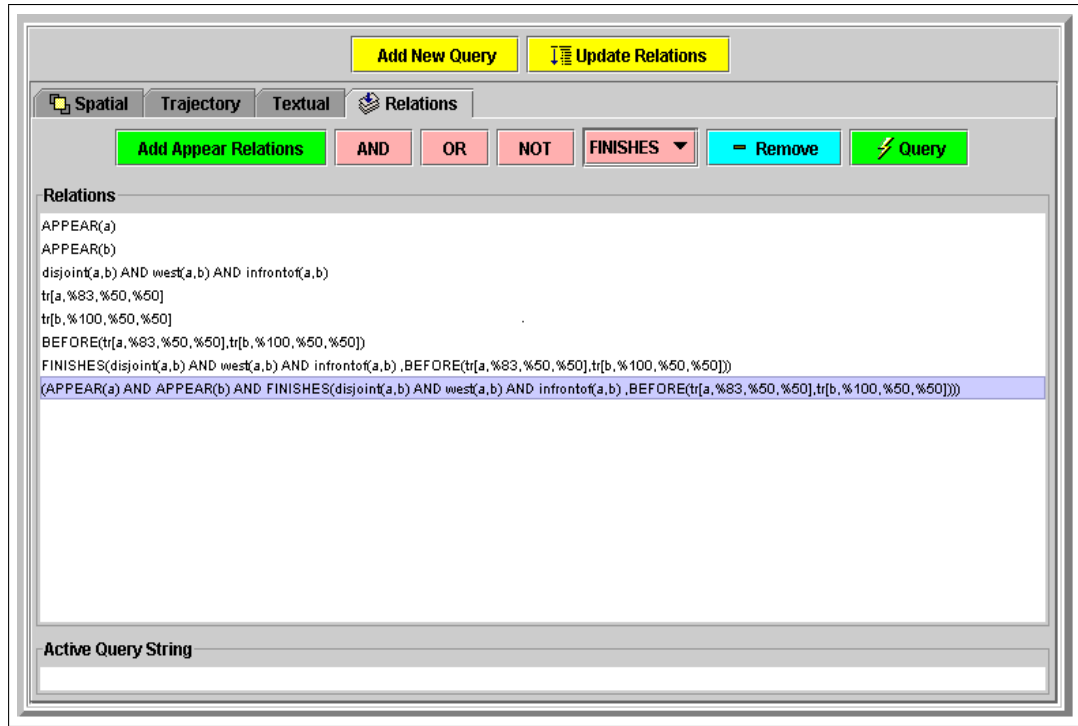 Add New Query Update Relations
Spatial Trajectory Textual Relations
Add Appear Relations AND OR NOT FINISHES Remove Query
Relations
APPEAR(a)
APPEAR(b)
disjoint(a,b) AND west(a,b) AND infrontof(a,b)
tr[a,%83,%50,%50]
tr[b,%100,%50,%50]
BEFORE(tr[a,%83,%50,%50],tr[b,%100,%50,%50])
FINISHES(disjoint(a,b) AND west(a,b) AND infrontof(a,b) ,BEFORE(tr[a,%83,%50,%50],tr[b,%100,%50,%50]))
(APPEAR(a) AND APPEAR(b) AND FINISHES(disjoint(a,b) AND west(a,b) AND infrontof(a,b) ,BEFORE(tr[a,%83,%50,%50],tr[b,%100,%50,%50])))
Active Query String